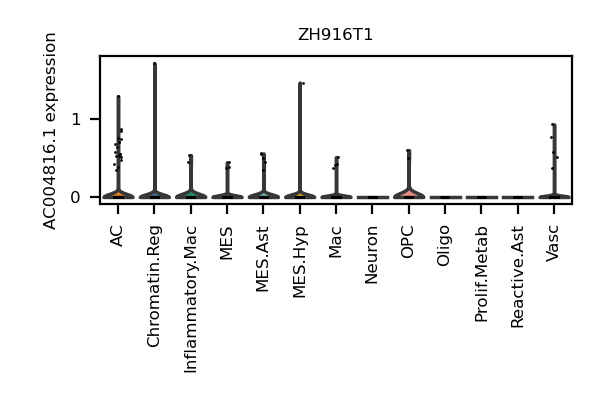 ZH916T1
AC004816.1 expression
1
0
AC
Chromatin.Reg
Inflammatory.Mac
MES
MES.Ast
MES.Hyp
Mac
Neuron
OPC
Oligo
Prolif.Metab
Reactive.Ast
Vasc